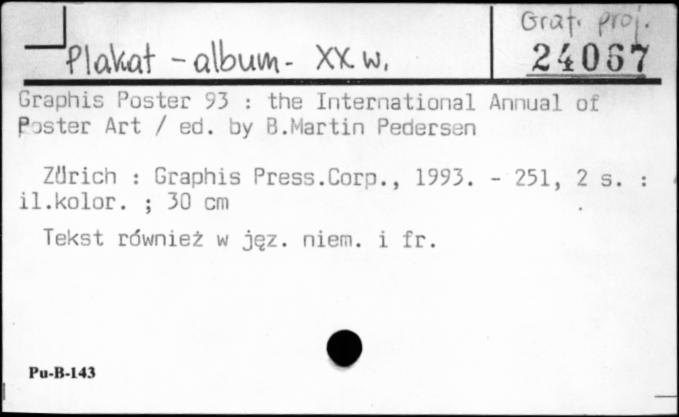 Graf. proj.
Plakat - album - XX w.
24067
Graphis Poster 93 : the International Annual of
Poster Art / ed. by B.Martin Pedersen
Zürich : Graphis Press.Corp., 1993. - 251, 2 s. :
il.kolor. ; 30 cm
Tekst również w jęz. niem. i fr.
Pu-B-143